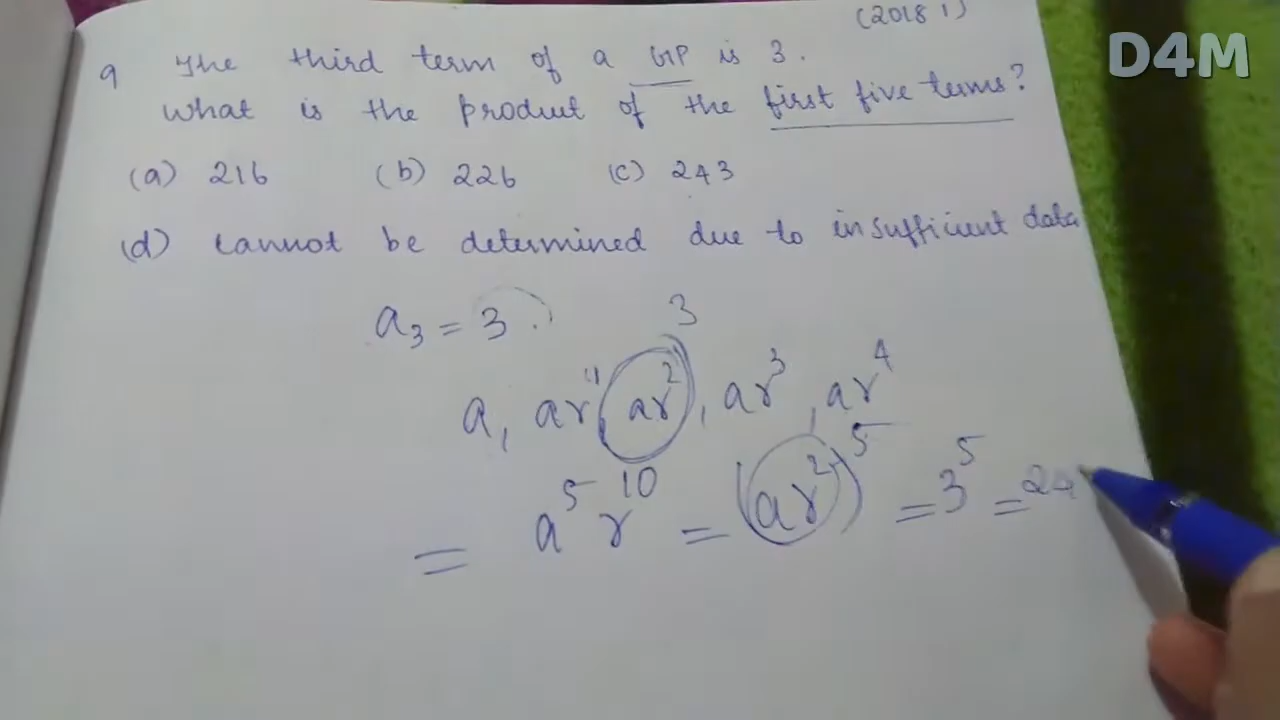 (2018 1)
D4M
9 The third term of a GP is 3.
What is the product of the first five terms?
(a) 216 (b) 226 (c) 243
(d) cannot be determined due to insufficient data
a₃ = 3.
3
a, ar¹, ar², ar³, ar⁴
= a⁵ r¹⁰ = (ar²)⁵ = 3⁵ = 24